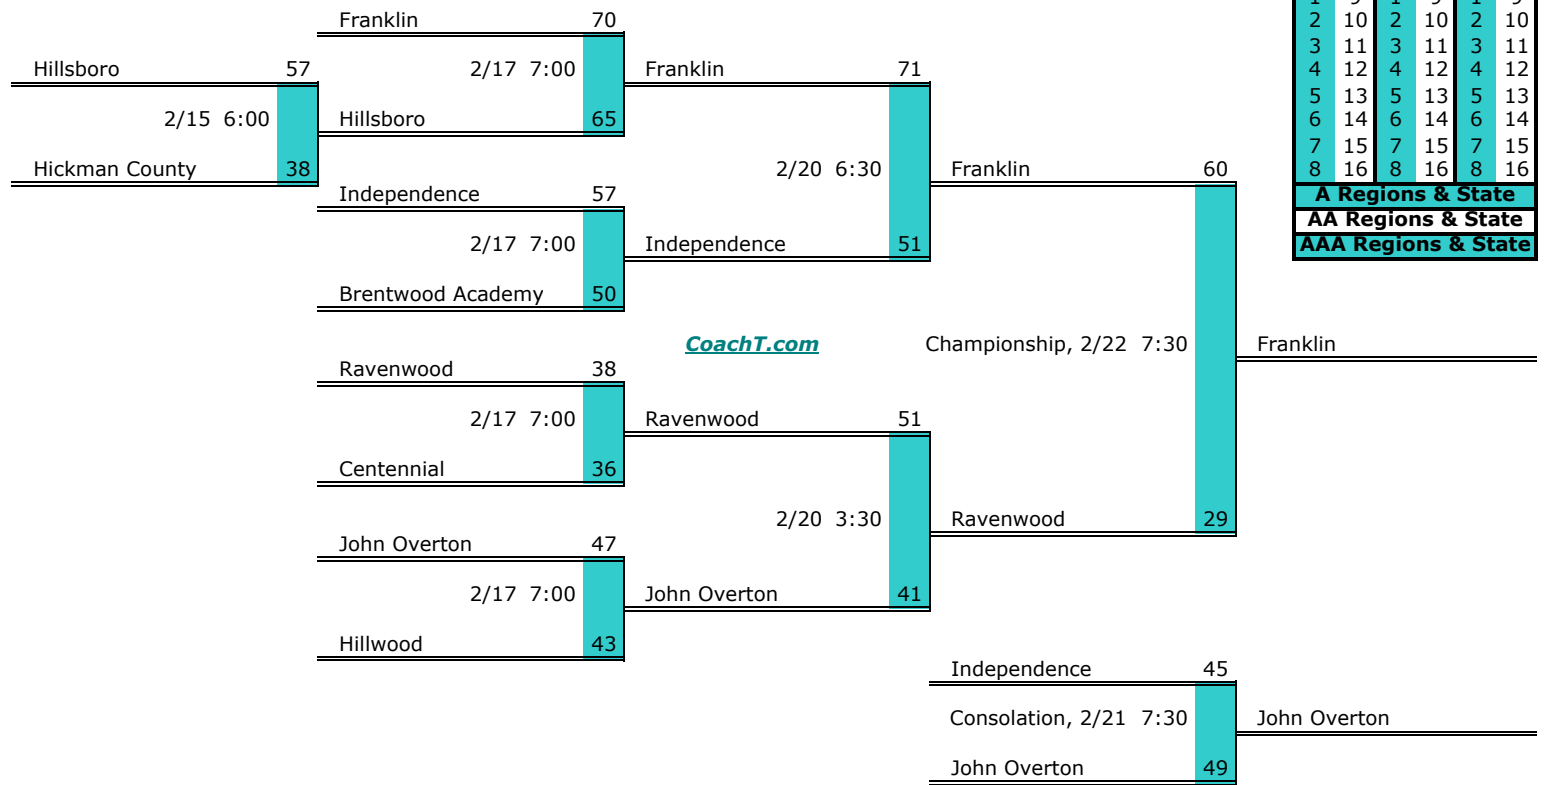 1 9 1 9 1 9
Franklin 70
2 10 2 10 2 10
3 11 3 11 3 11
Hillsboro 57
2/17 7:00
Franklin 71
4 12 4 12 4 12
5 13 5 13 5 13
2/15 6:00
Hillsboro 65
6 14 6 14 6 14
7 15 7 15 7 15
Hickman County 38
2/20 6:30
Franklin 60
8 16 8 16 8 16
Independence 57
A Regions & State
AA Regions & State
2/17 7:00
Independence 51
AAA Regions & State
Brentwood Academy 50
CoachT.com
Championship, 2/22 7:30
Franklin
Ravenwood 38
2/17 7:00
Ravenwood 51
Centennial 36
2/20 3:30
Ravenwood 29
John Overton 47
2/17 7:00
John Overton 41
Hillwood 43
Independence 45
Consolation, 2/21 7:30
John Overton
John Overton 49